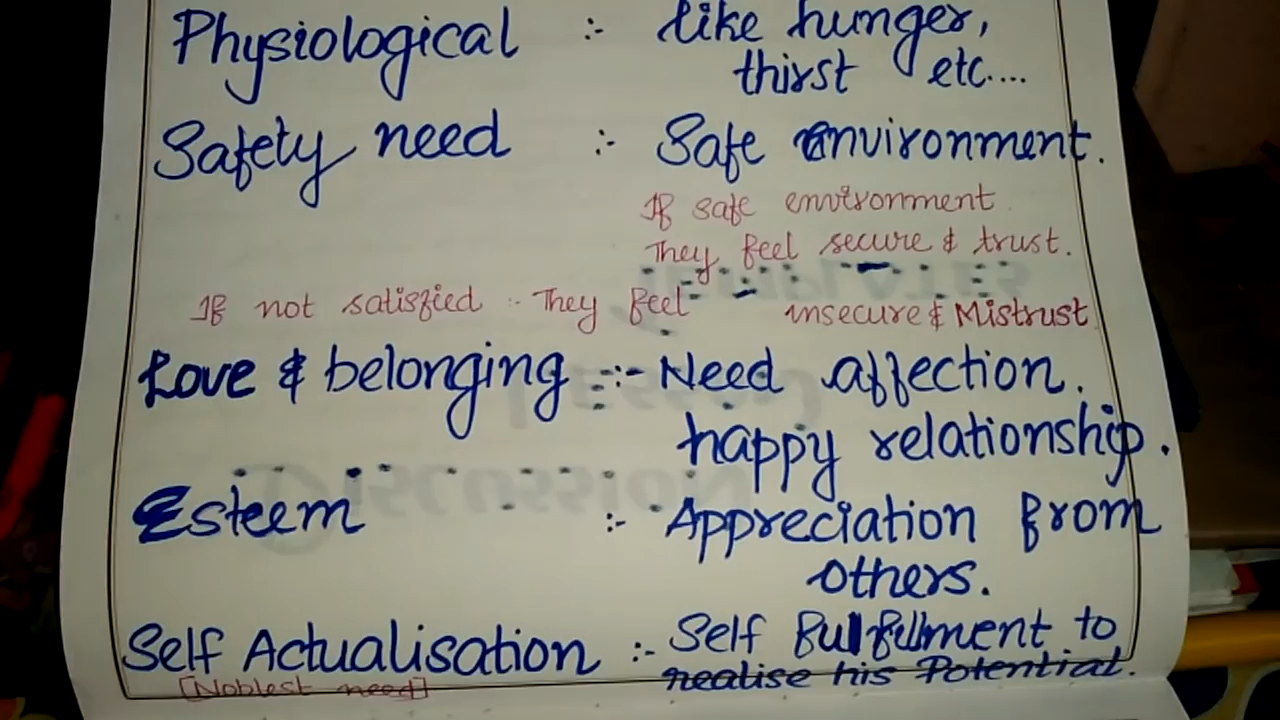 Physiological :- like hunger,
thirst etc....
Safety need :- Safe environment.
If safe environment
They feel secure & trust.
If not satisfied :- They feel insecure & Mistrust
Love & belonging :- Need affection.
happy relationship.
Esteem :- Appreciation from
others.
Self Actualisation :- Self fulfillment to
[Noblest need] realise his Potential.